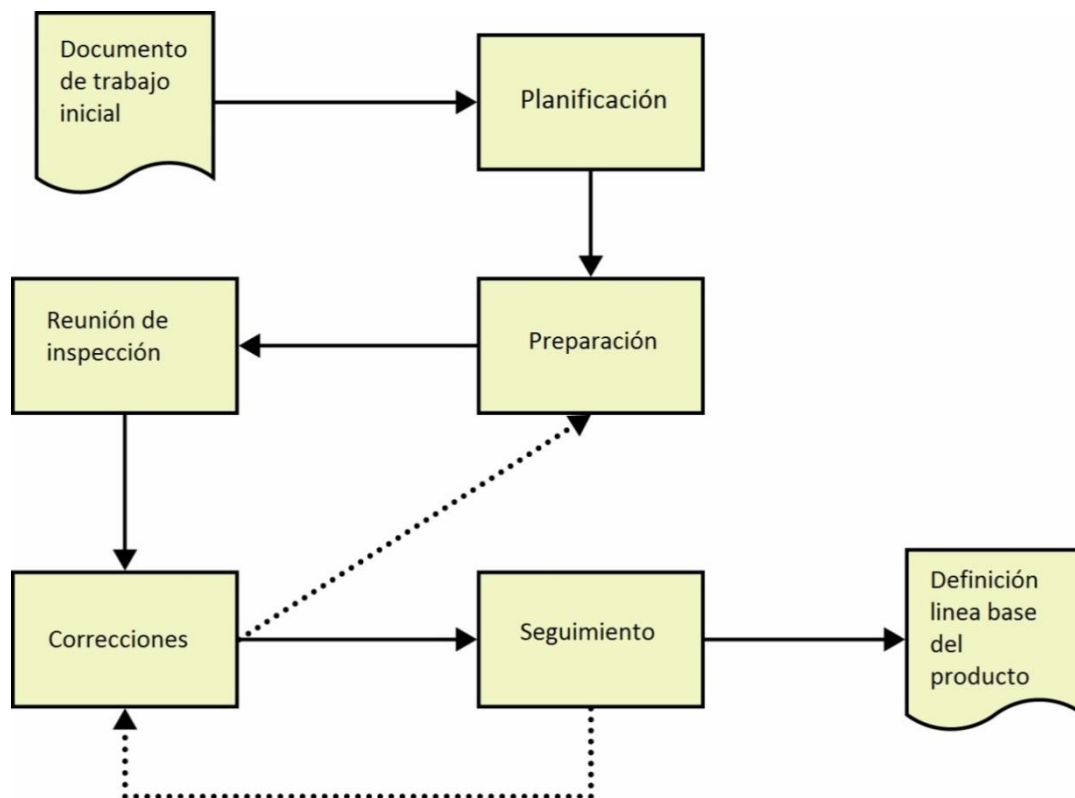 Documento
de trabajo
inicial
Planificación
Reunión de
inspección
Preparación
Correcciones
Seguimiento
Definición
linea base
del
producto